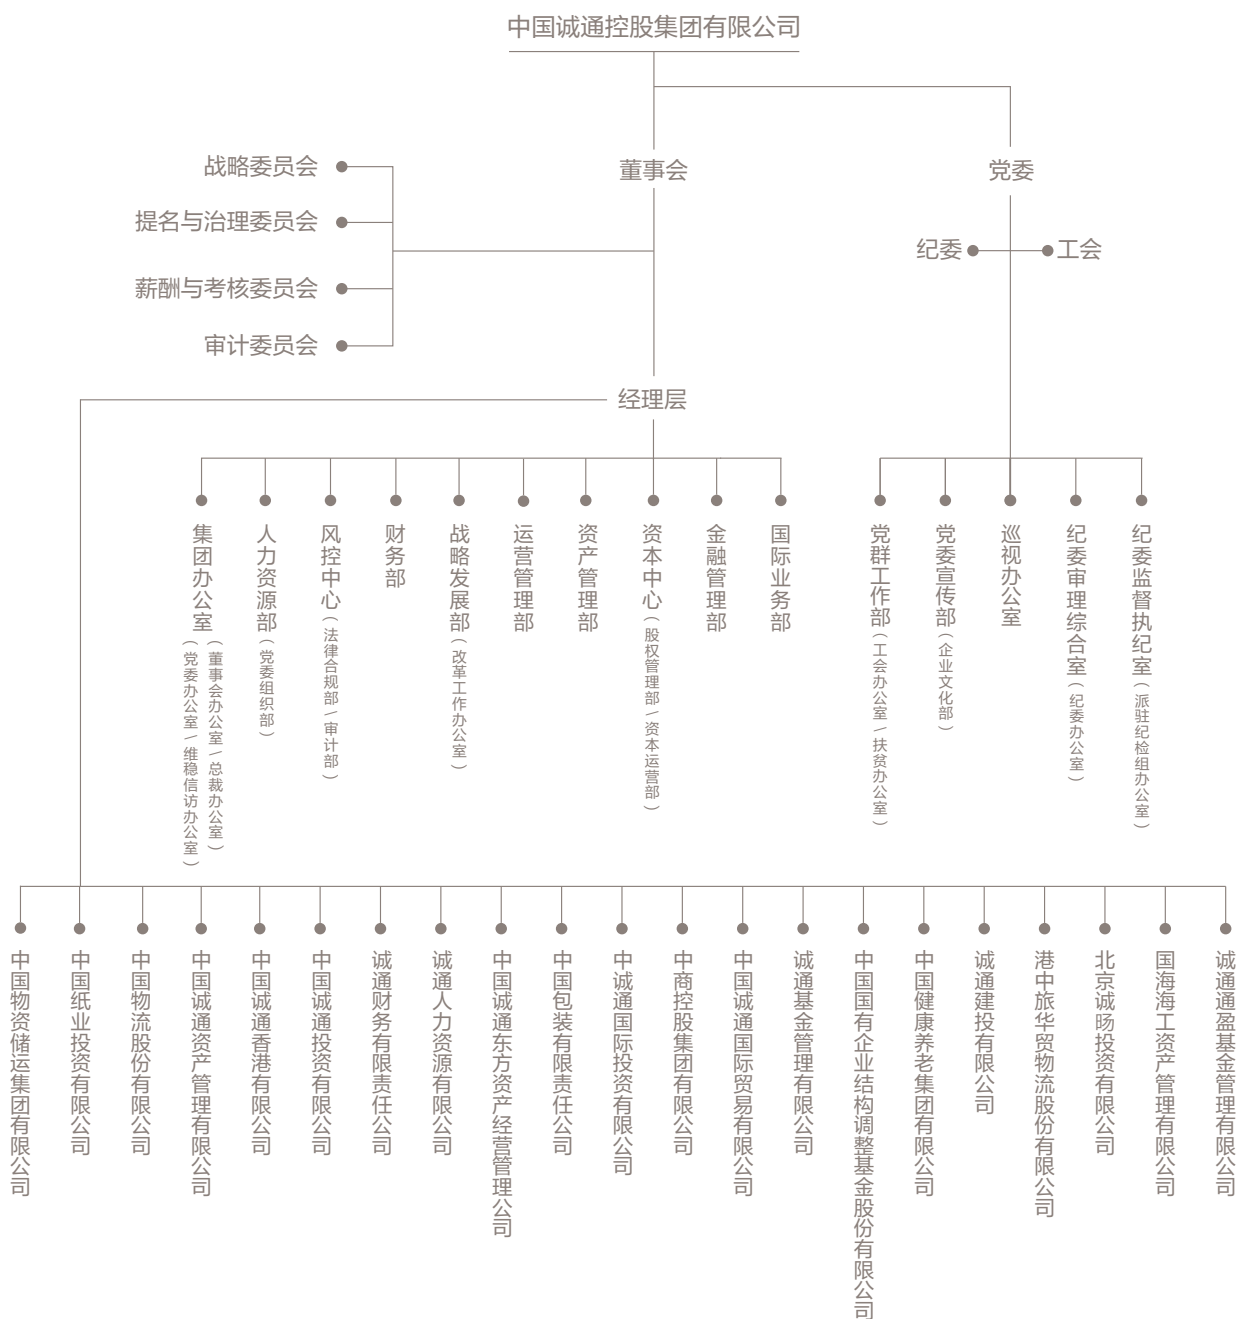 中国诚通控股集团有限公司
董事会
党委
战略委员会
提名与治理委员会
薪酬与考核委员会
审计委员会
纪委
工会
经理层
集团办公室
(董事会办公室/总裁办公室)
(党委办公室/维稳信访办公室)
人力资源部(党委组织部)
风控中心(法律合规部/审计部)
财务部
战略发展部(改革工作办公室)
运营管理部
资产管理部
资本中心(股权管理部/资本运营部)
金融管理部
国际业务部
党群工作部(工会办公室/扶贫办公室)
党委宣传部(企业文化部)
巡视办公室
纪委审理综合室(纪委办公室)
纪委监督执纪室(派驻纪检组办公室)
中国物资储运集团有限公司
中国纸业投资有限公司
中国物流股份有限公司
中国诚通资产管理有限公司
中国诚通香港有限公司
中国诚通投资有限公司
诚通财务有限责任公司
诚通人力资源有限公司
中国诚通东方资产经营管理公司
中国包装有限责任公司
中诚通国际投资有限公司
中商控股集团有限公司
中国诚通国际贸易有限公司
诚通基金管理有限公司
中国国有企业结构调整基金股份有限公司
中国健康养老集团有限公司
诚通建投有限公司
港中旅华贸物流股份有限公司
北京诚旸投资有限公司
国海海工资产管理有限公司
诚通通盈基金管理有限公司